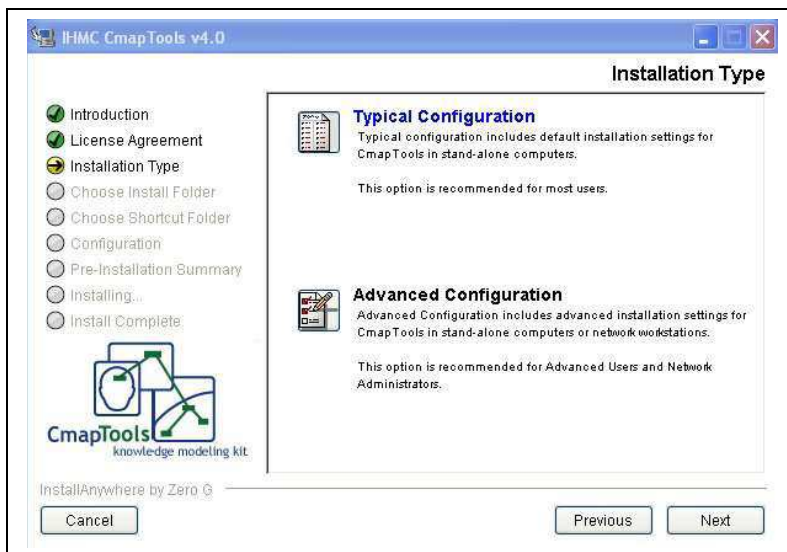 IHMC CmapTools v4.0
Installation Type
Introduction
License Agreement
Installation Type
Choose Install Folder
Choose Shortcut Folder
Configuration
Pre-Installation Summary
Installing...
Install Complete
Typical Configuration
Typical configuration includes default installation settings for
CmapTools in stand-alone computers.
This option is recommended for most users.
Advanced Configuration
Advanced Configuration includes advanced installation settings for
CmapTools in stand-alone computers or network workstations.
This option is recommended for Advanced Users and Network
Administrators.
CmapTools
knowledge modeling kit
InstallAnywhere by Zero G
Cancel
Previous
Next